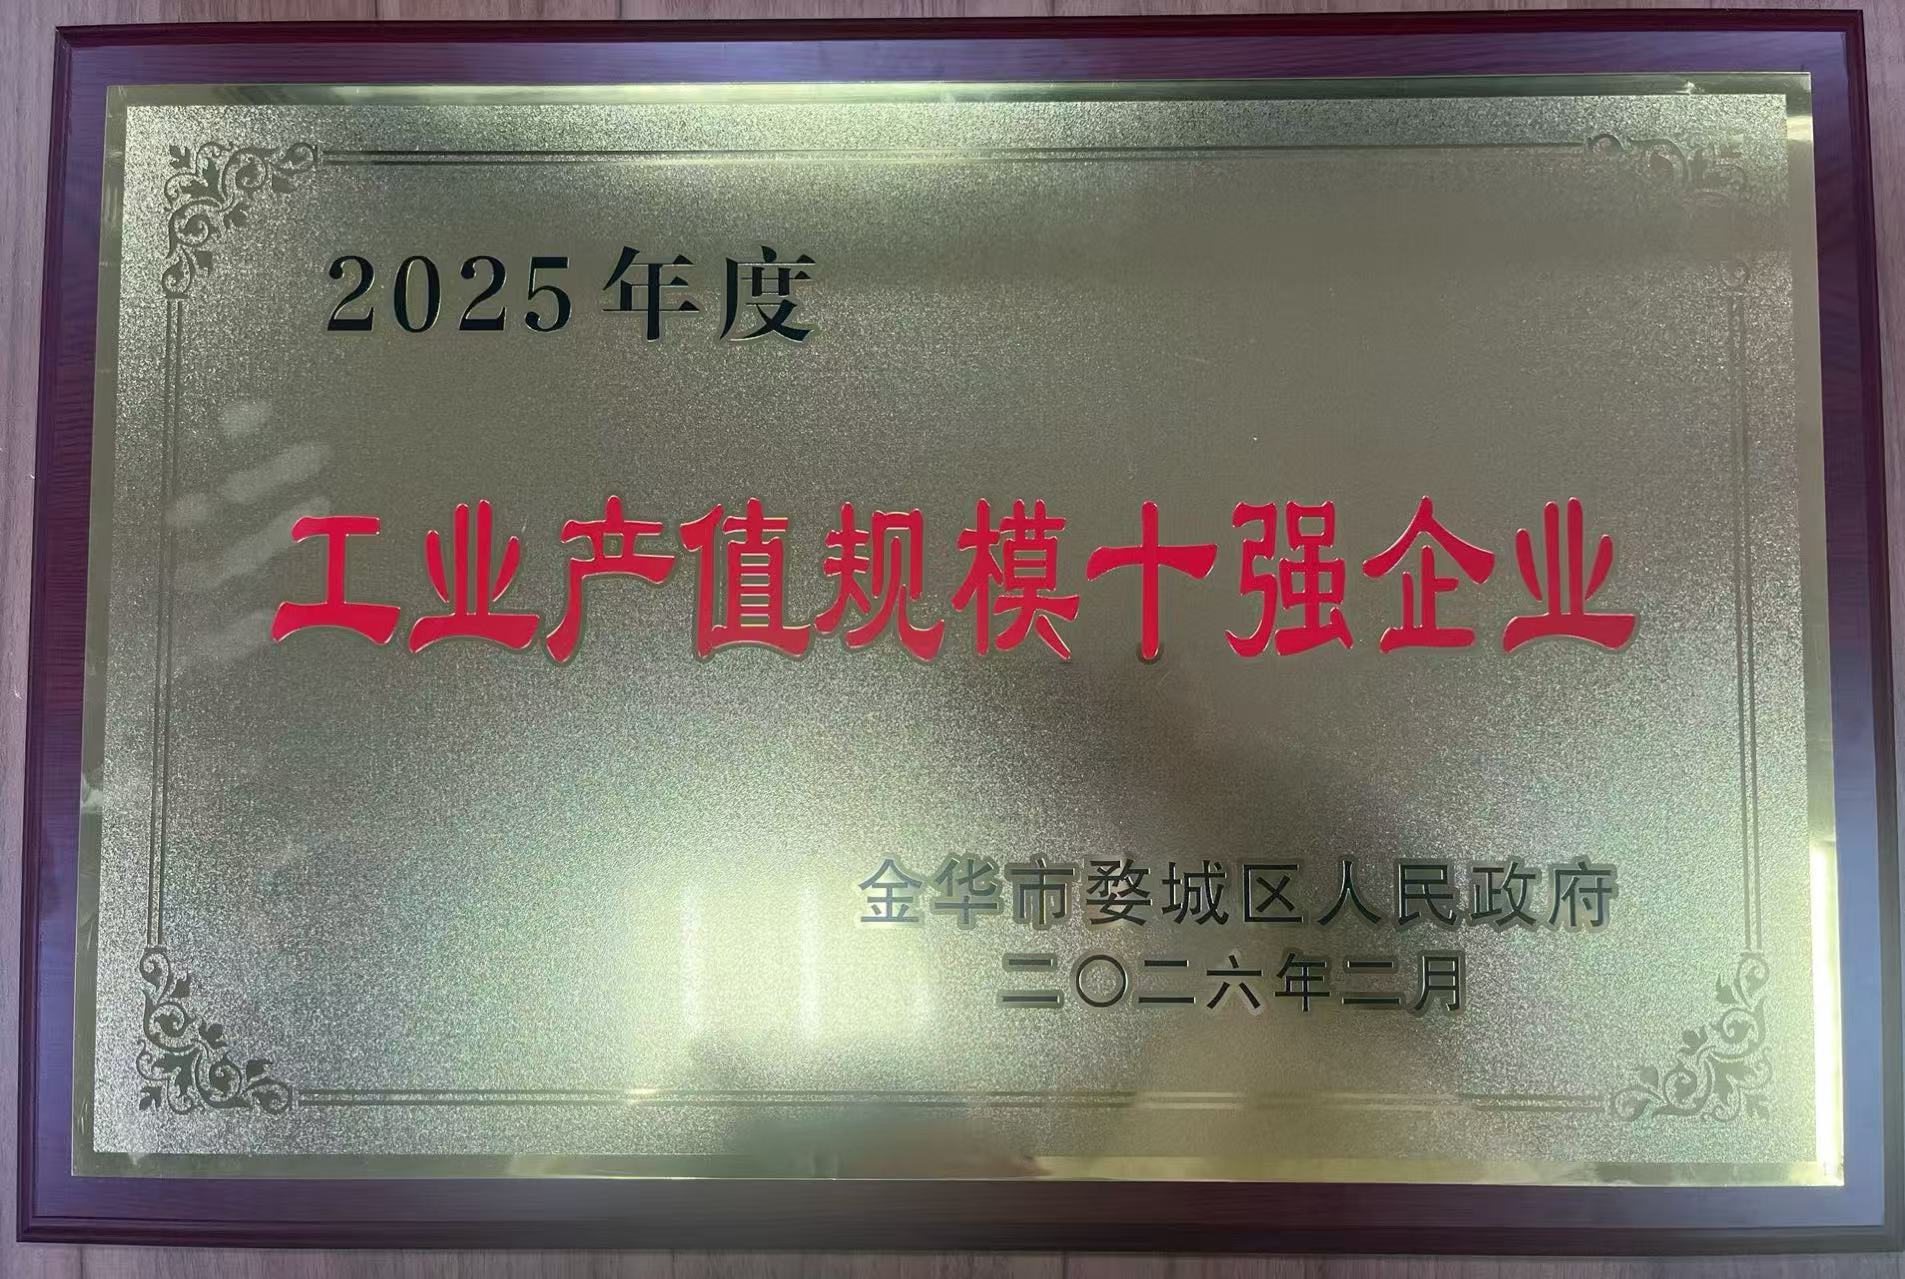 2025年度
工业产值规模十强企业
金华市婺城区人民政府
二〇二六年二月